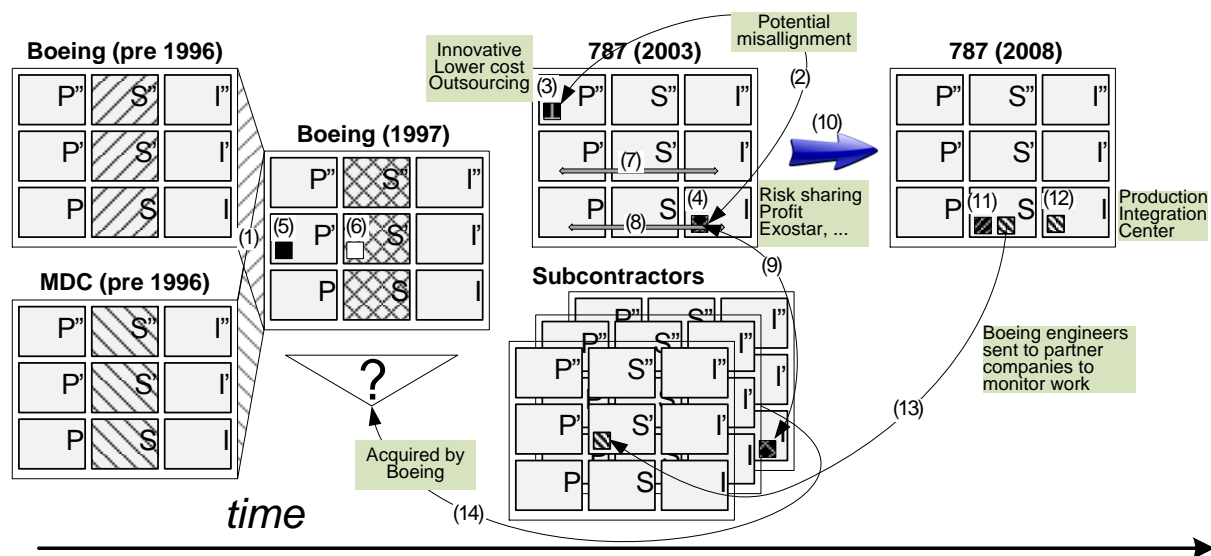 Boeing (pre 1996)
P” S” I”
P’ S’ I’
P S I
MDC (pre 1996)
P” S” I”
P’ S’ I’
P S I
(1)
Boeing (1997)
P” S” I”
(5) P’ (6) S’ I’
P S I
?
Acquired by
Boeing
Innovative
Lower cost
Outsourcing
Potential
misallignment
787 (2003)
(2)
(3) P” S” I”
P’ S’ I’
(7)
P S (4) I
(8)
Risk sharing
Profit
Exostar, ...
(9)
(10)
787 (2008)
P” S” I”
P’ S’ I’
P (11) S (12) I
Production
Integration
Center
Subcontractors
P” S” I”
P” S” I”
P” S” I”
P’ S’ I’
I’
I’
P S I
I
I
Boeing engineers
sent to partner
companies to
monitor work
(13)
(14)
time